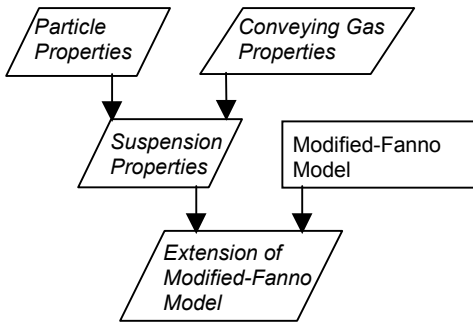 Particle
Properties
Conveying Gas
Properties
Suspension
Properties
Modified-Fanno
Model
Extension of
Modified-Fanno
Model